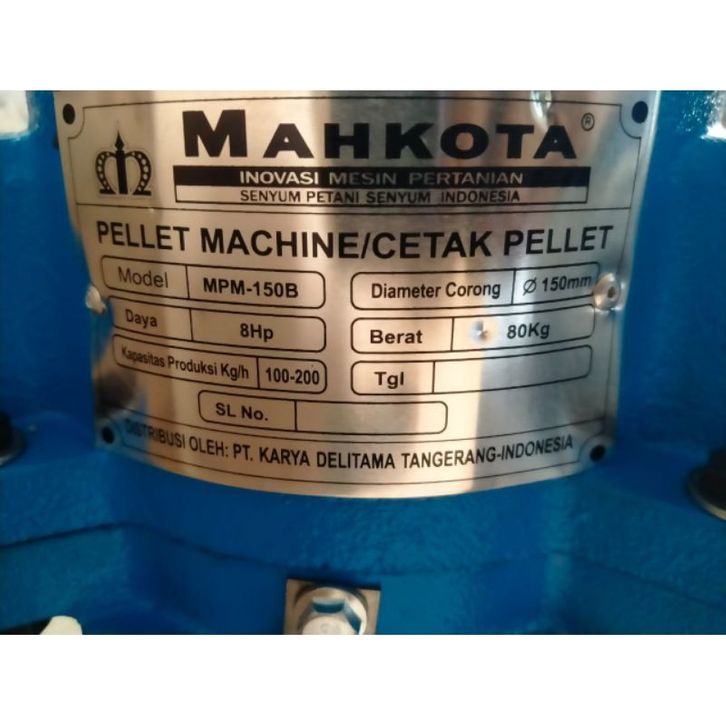 MAHKOTA®
INOVASI MESIN PERTANIAN
SENYUM PETANI SENYUM INDONESIA
PELLET MACHINE/CETAK PELLET
Model MPM-150B Diameter Corong Ø 150mm
Daya 8Hp Berat 80Kg
Kapasitas Produksi Kg/h 100-200 Tgl
SL No.
DISTRIBUSI OLEH: PT. KARYA DELITAMA TANGERANG-INDONESIA